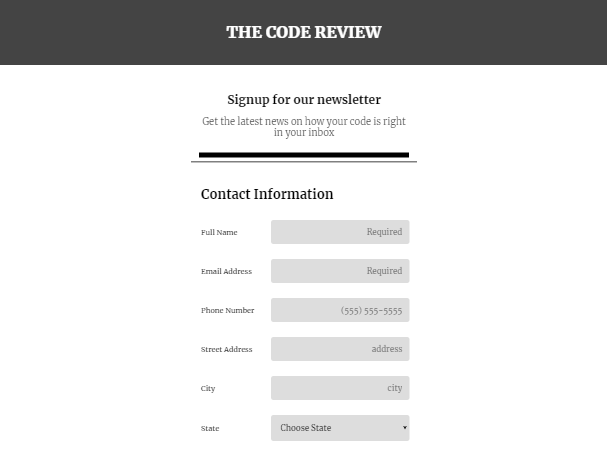 THE CODE REVIEW
Signup for our newsletter
Get the latest news on how your code is right
in your inbox
Contact Information
Full Name Required
Email Address Required
Phone Number (555) 555-5555
Street Address address
City city
State Choose State